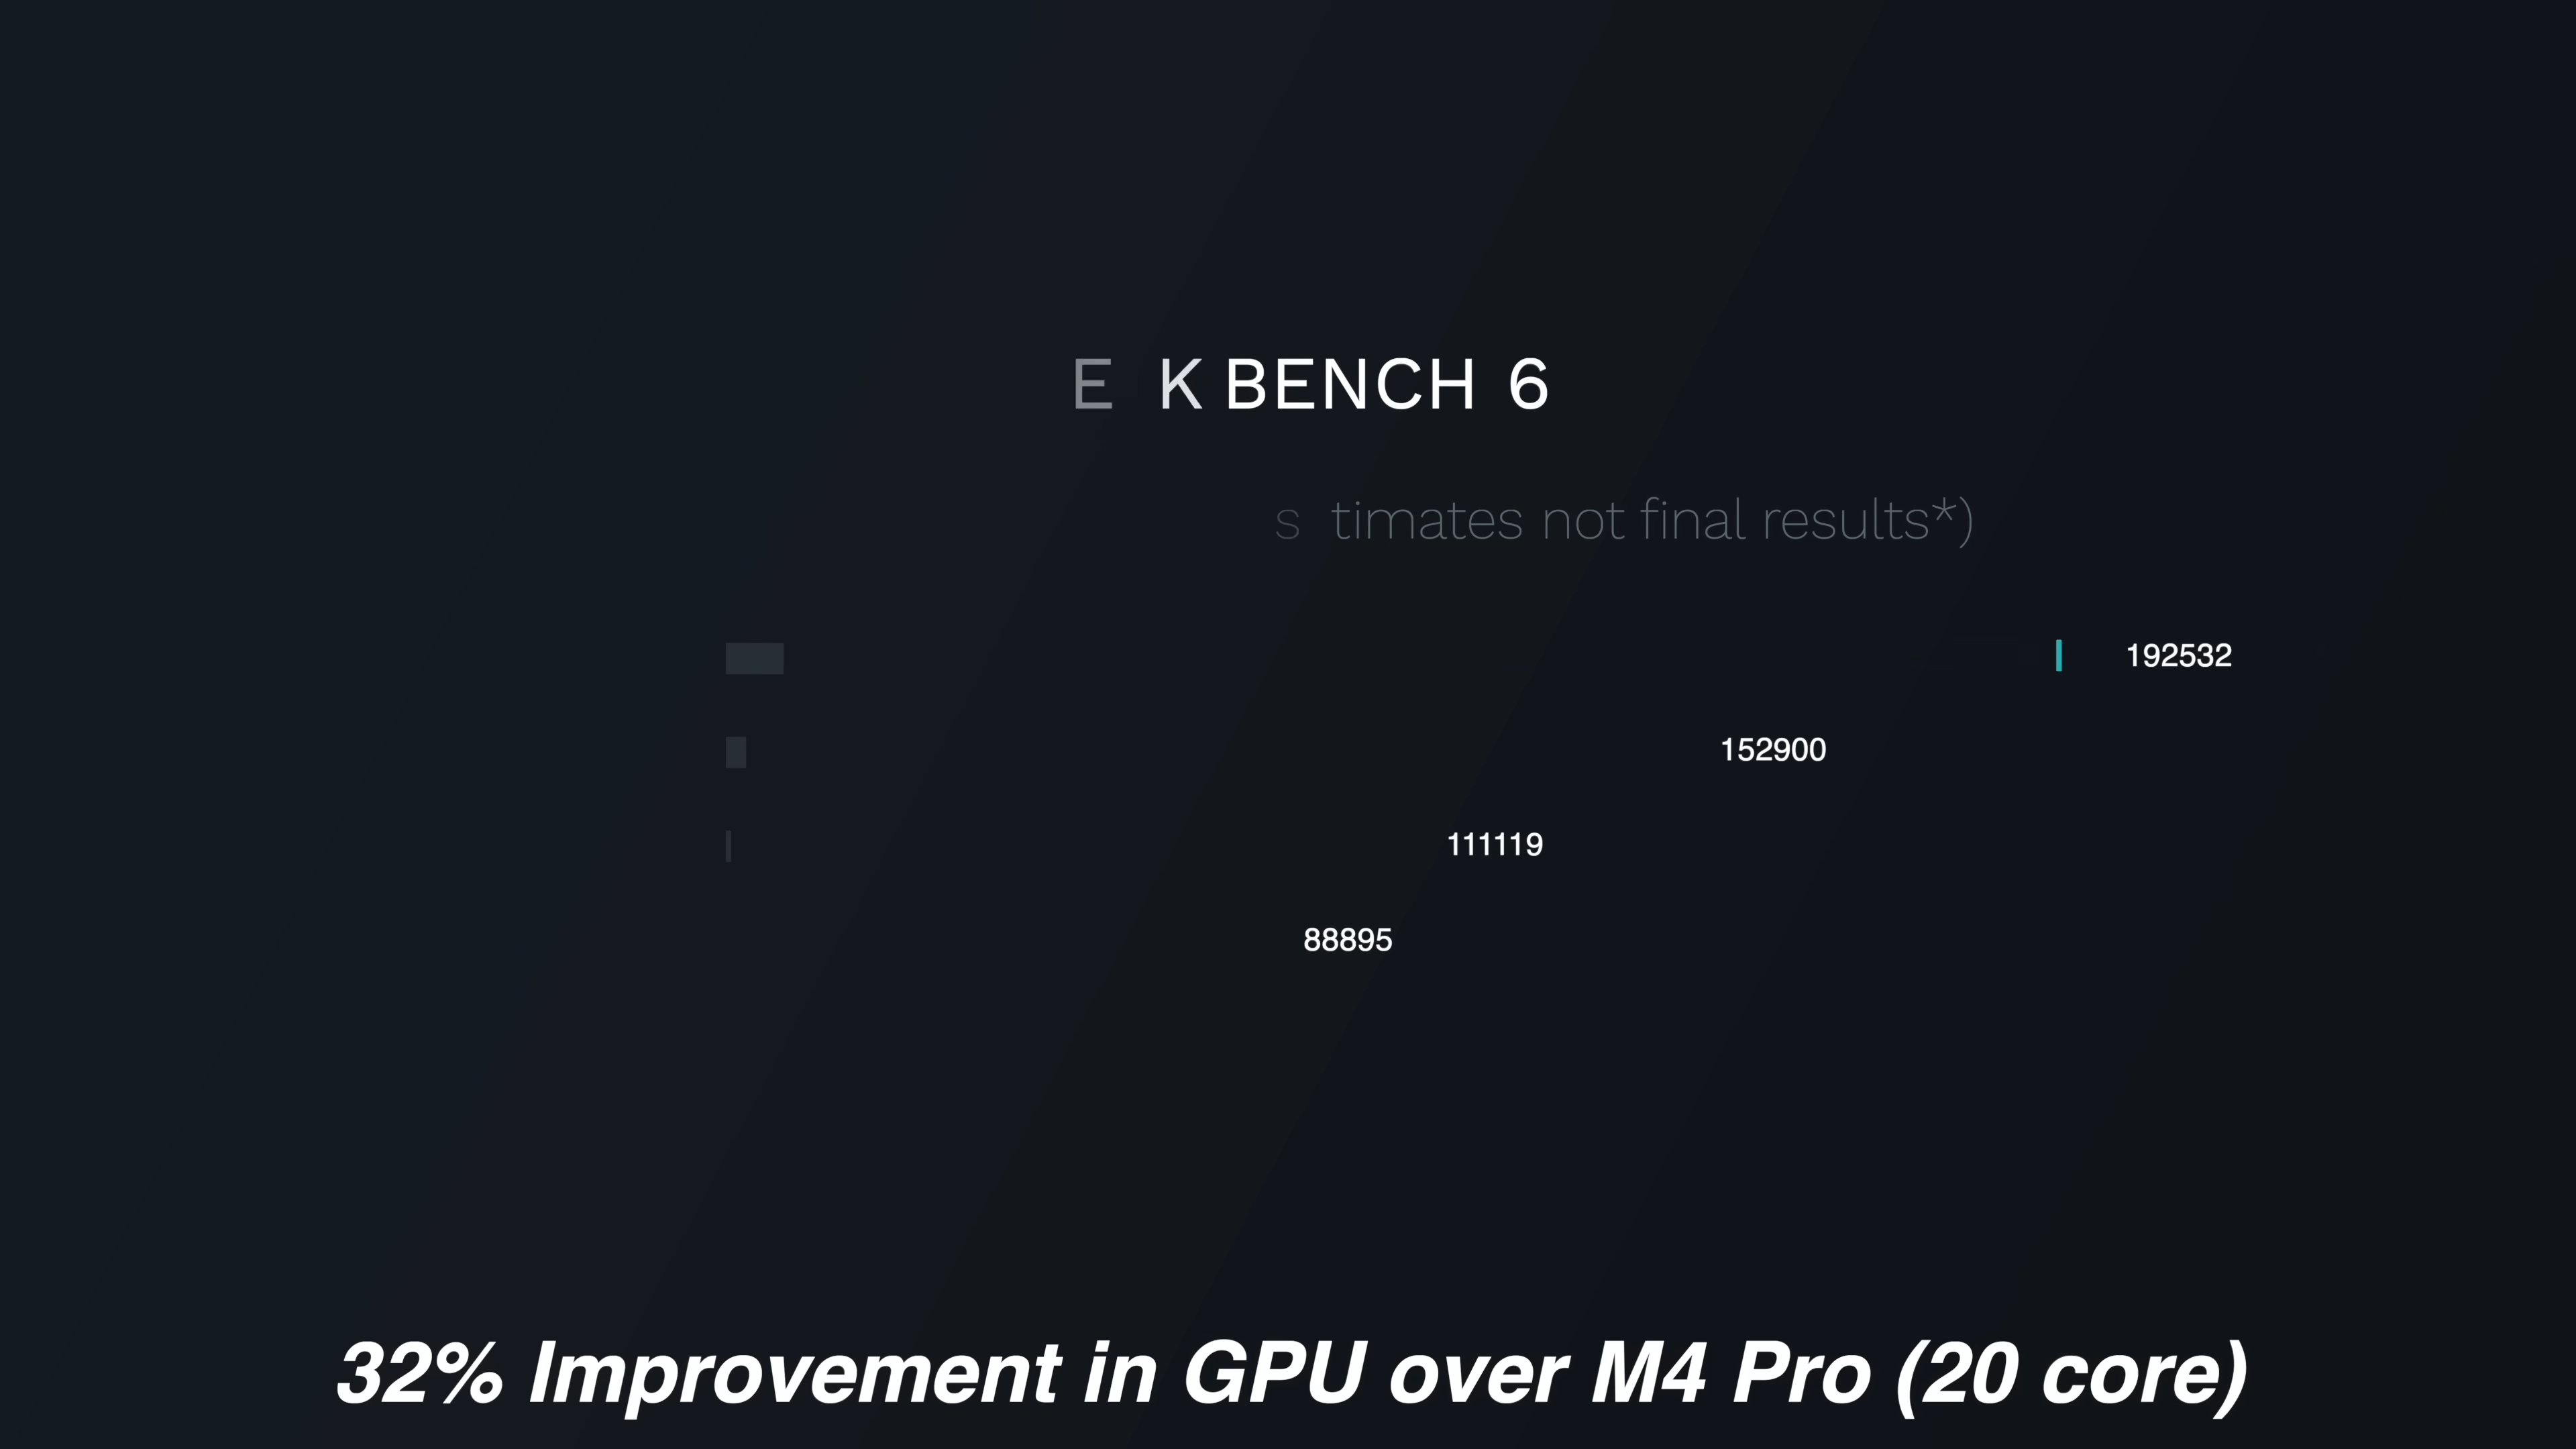 E K BENCH 6
s timates not final results*)
192532
152900
111119
88895
32% Improvement in GPU over M4 Pro (20 core)